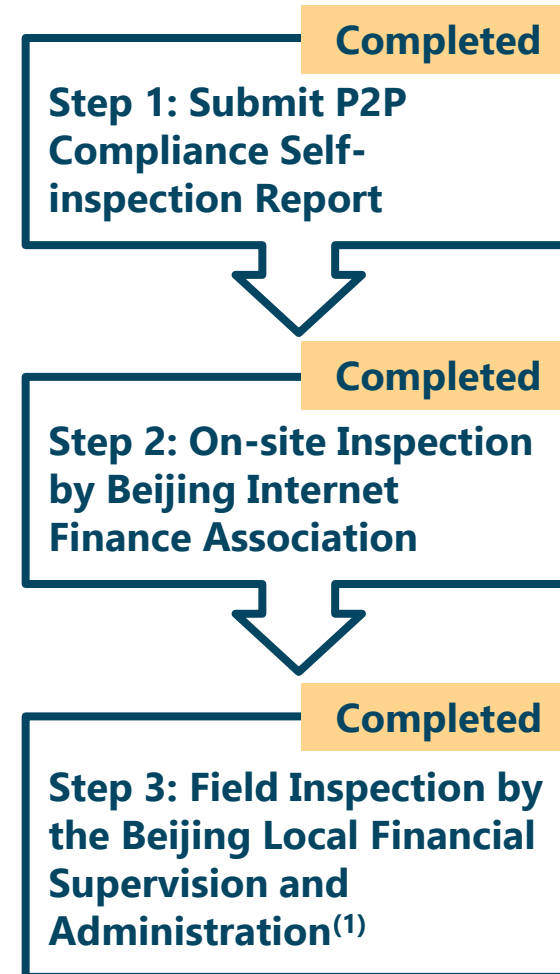 Completed
Step 1: Submit P2P
Compliance Self-
inspection Report
Completed
Step 2: On-site Inspection
by Beijing Internet
Finance Association
Completed
Step 3: Field Inspection by
the Beijing Local Financial
Supervision and
Administration(1)